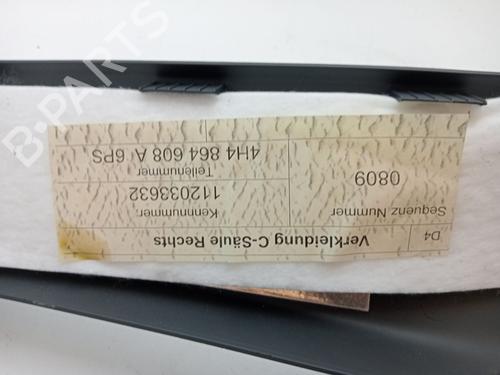 D4 Verkleidung C-Säule Rechts
Sequenz Nummer
0809
Kennnummer.
112033632
Teilenummer
4H4 864 608 A 6PS
B-PARTS